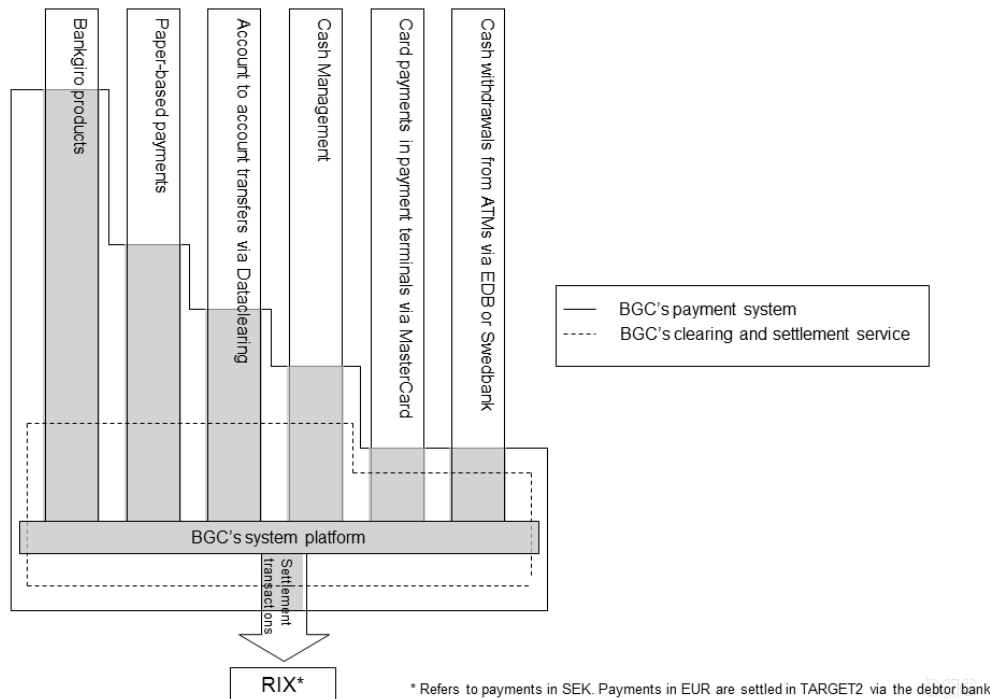 Bankgiro products
Paper-based payments
Account to account transfers via Dataclearing
Cash Management
Card payments in payment terminals via MasterCard
Cash withdrawals from ATMs via EDB or Swedbank
BGC's payment system
BGC's clearing and settlement service
BGC's system platform
Settlement
transactions
RIX*
* Refers to payments in SEK. Payments in EUR are settled in TARGET2 via the debtor bank